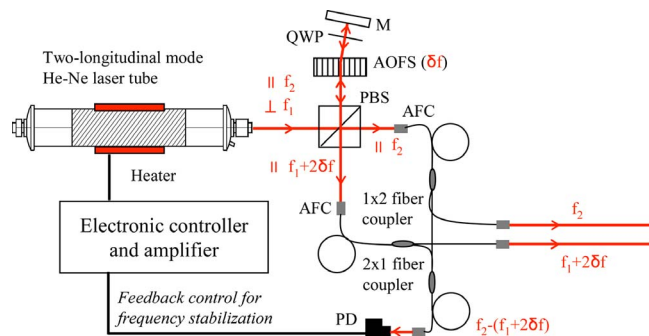 M
QWP
Two-longitudinal mode
He-Ne laser tube
AOFS (δf)
|| f₂
⊥ f₁
PBS
AFC
|| f₂
|| f₁+2δf
Heater
AFC
1x2 fiber
coupler
f₂
Electronic controller
and amplifier
f₁+2δf
2x1 fiber
coupler
Feedback control for
frequency stabilization
PD
f₂-(f₁+2δf)